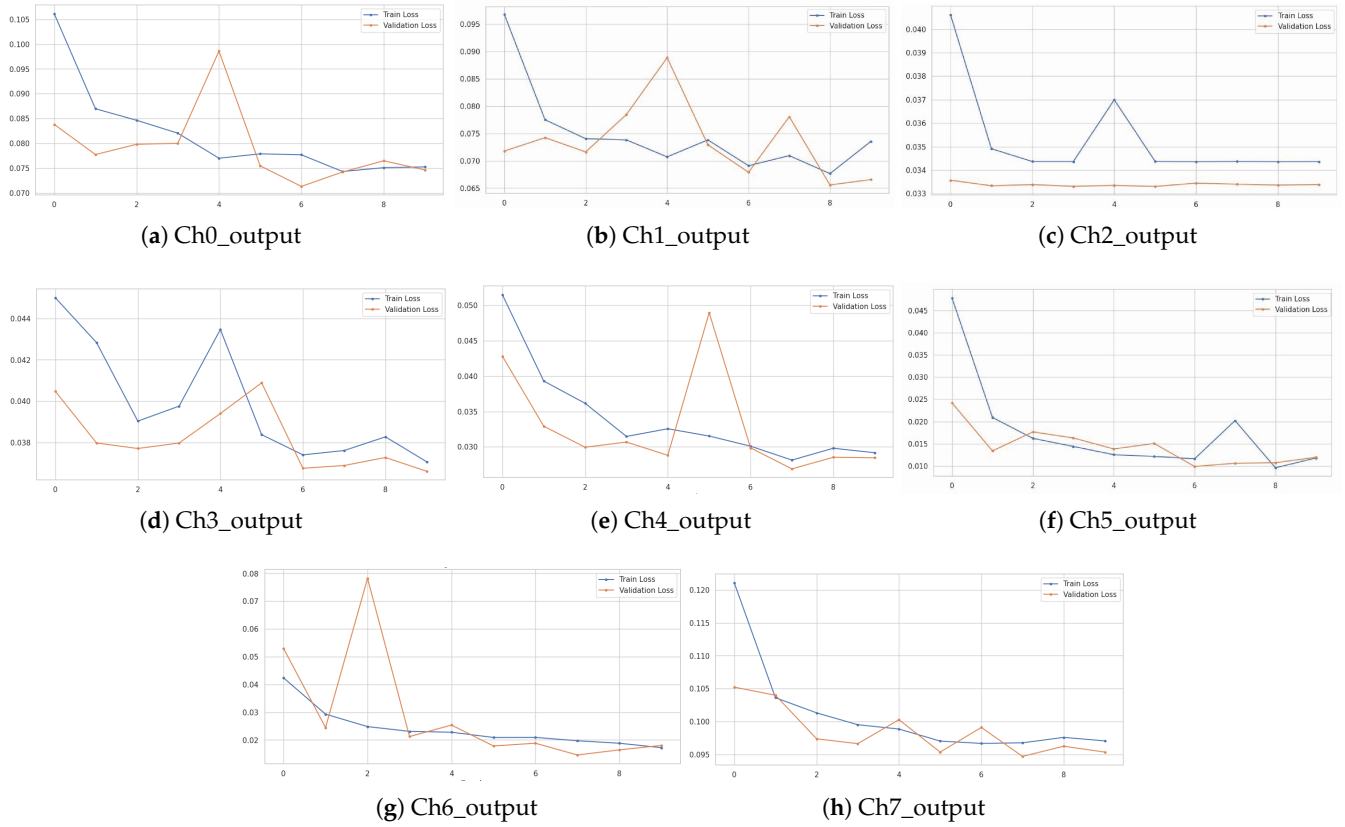 0.105
0.100
0.095
0.090
0.085
0.080
0.075
0.070
0 2 4 6 8
Train Loss
Validation Loss
(a) Ch0_output
0.095
0.090
0.085
0.080
0.075
0.070
0.065
0 2 4 6 8
Train Loss
Validation Loss
(b) Ch1_output
0.040
0.037
0.035
0.034
0.033
0 2 4 6 8
Train Loss
Validation Loss
(c) Ch2_output
0.044
0.042
0.040
0.038
0 2 4 6 8
Train Loss
Validation Loss
(d) Ch3_output
0.050
0.045
0.040
0.035
0.030
0 2 4 6 8
Train Loss
Validation Loss
(e) Ch4_output
0.045
0.040
0.035
0.030
0.025
0.020
0.015
0.010
0 2 4 6 8
Train Loss
Validation Loss
(f) Ch5_output
0.08
0.07
0.06
0.05
0.04
0.03
0.02
0 2 4 6 8
Train Loss
Validation Loss
(g) Ch6_output
0.120
0.115
0.110
0.105
0.100
0.095
0 2 4 6 8
Train Loss
Validation Loss
(h) Ch7_output